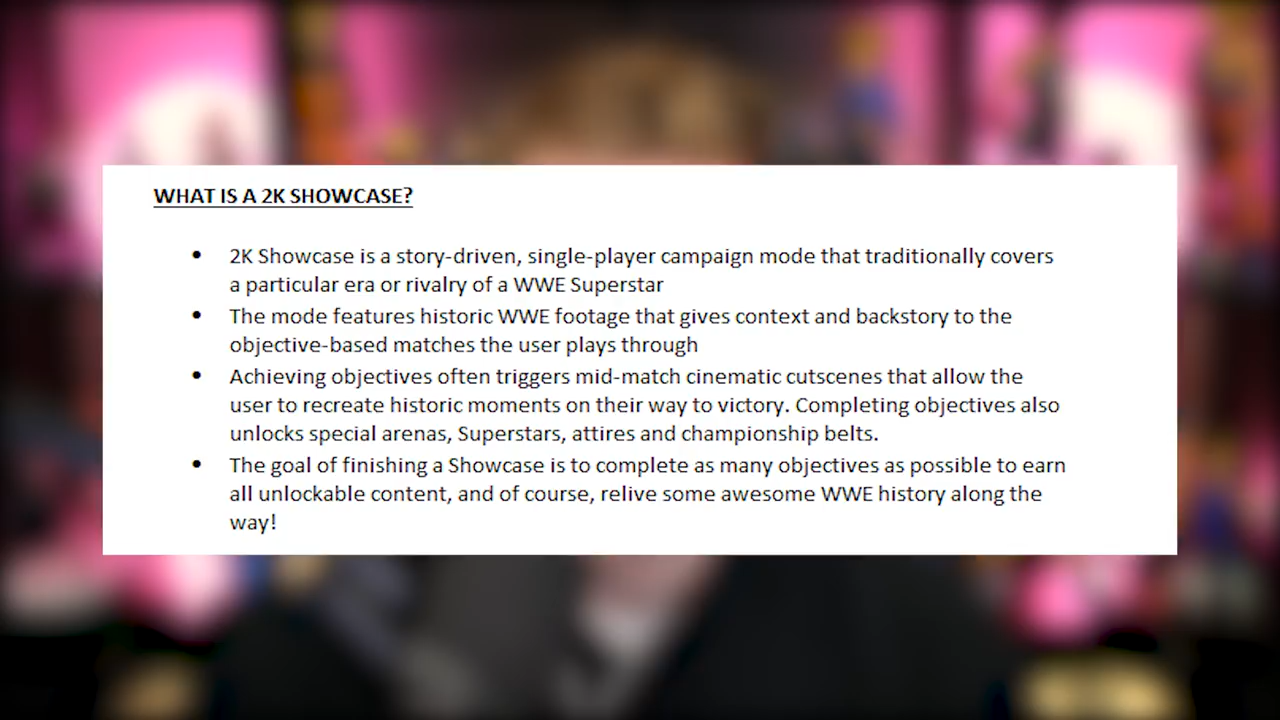 WHAT IS A 2K SHOWCASE?
• 2K Showcase is a story-driven, single-player campaign mode that traditionally covers
a particular era or rivalry of a WWE Superstar
• The mode features historic WWE footage that gives context and backstory to the
objective-based matches the user plays through
• Achieving objectives often triggers mid-match cinematic cutscenes that allow the
user to recreate historic moments on their way to victory. Completing objectives also
unlocks special arenas, Superstars, attires and championship belts.
• The goal of finishing a Showcase is to complete as many objectives as possible to earn
all unlockable content, and of course, relive some awesome WWE history along the
way!